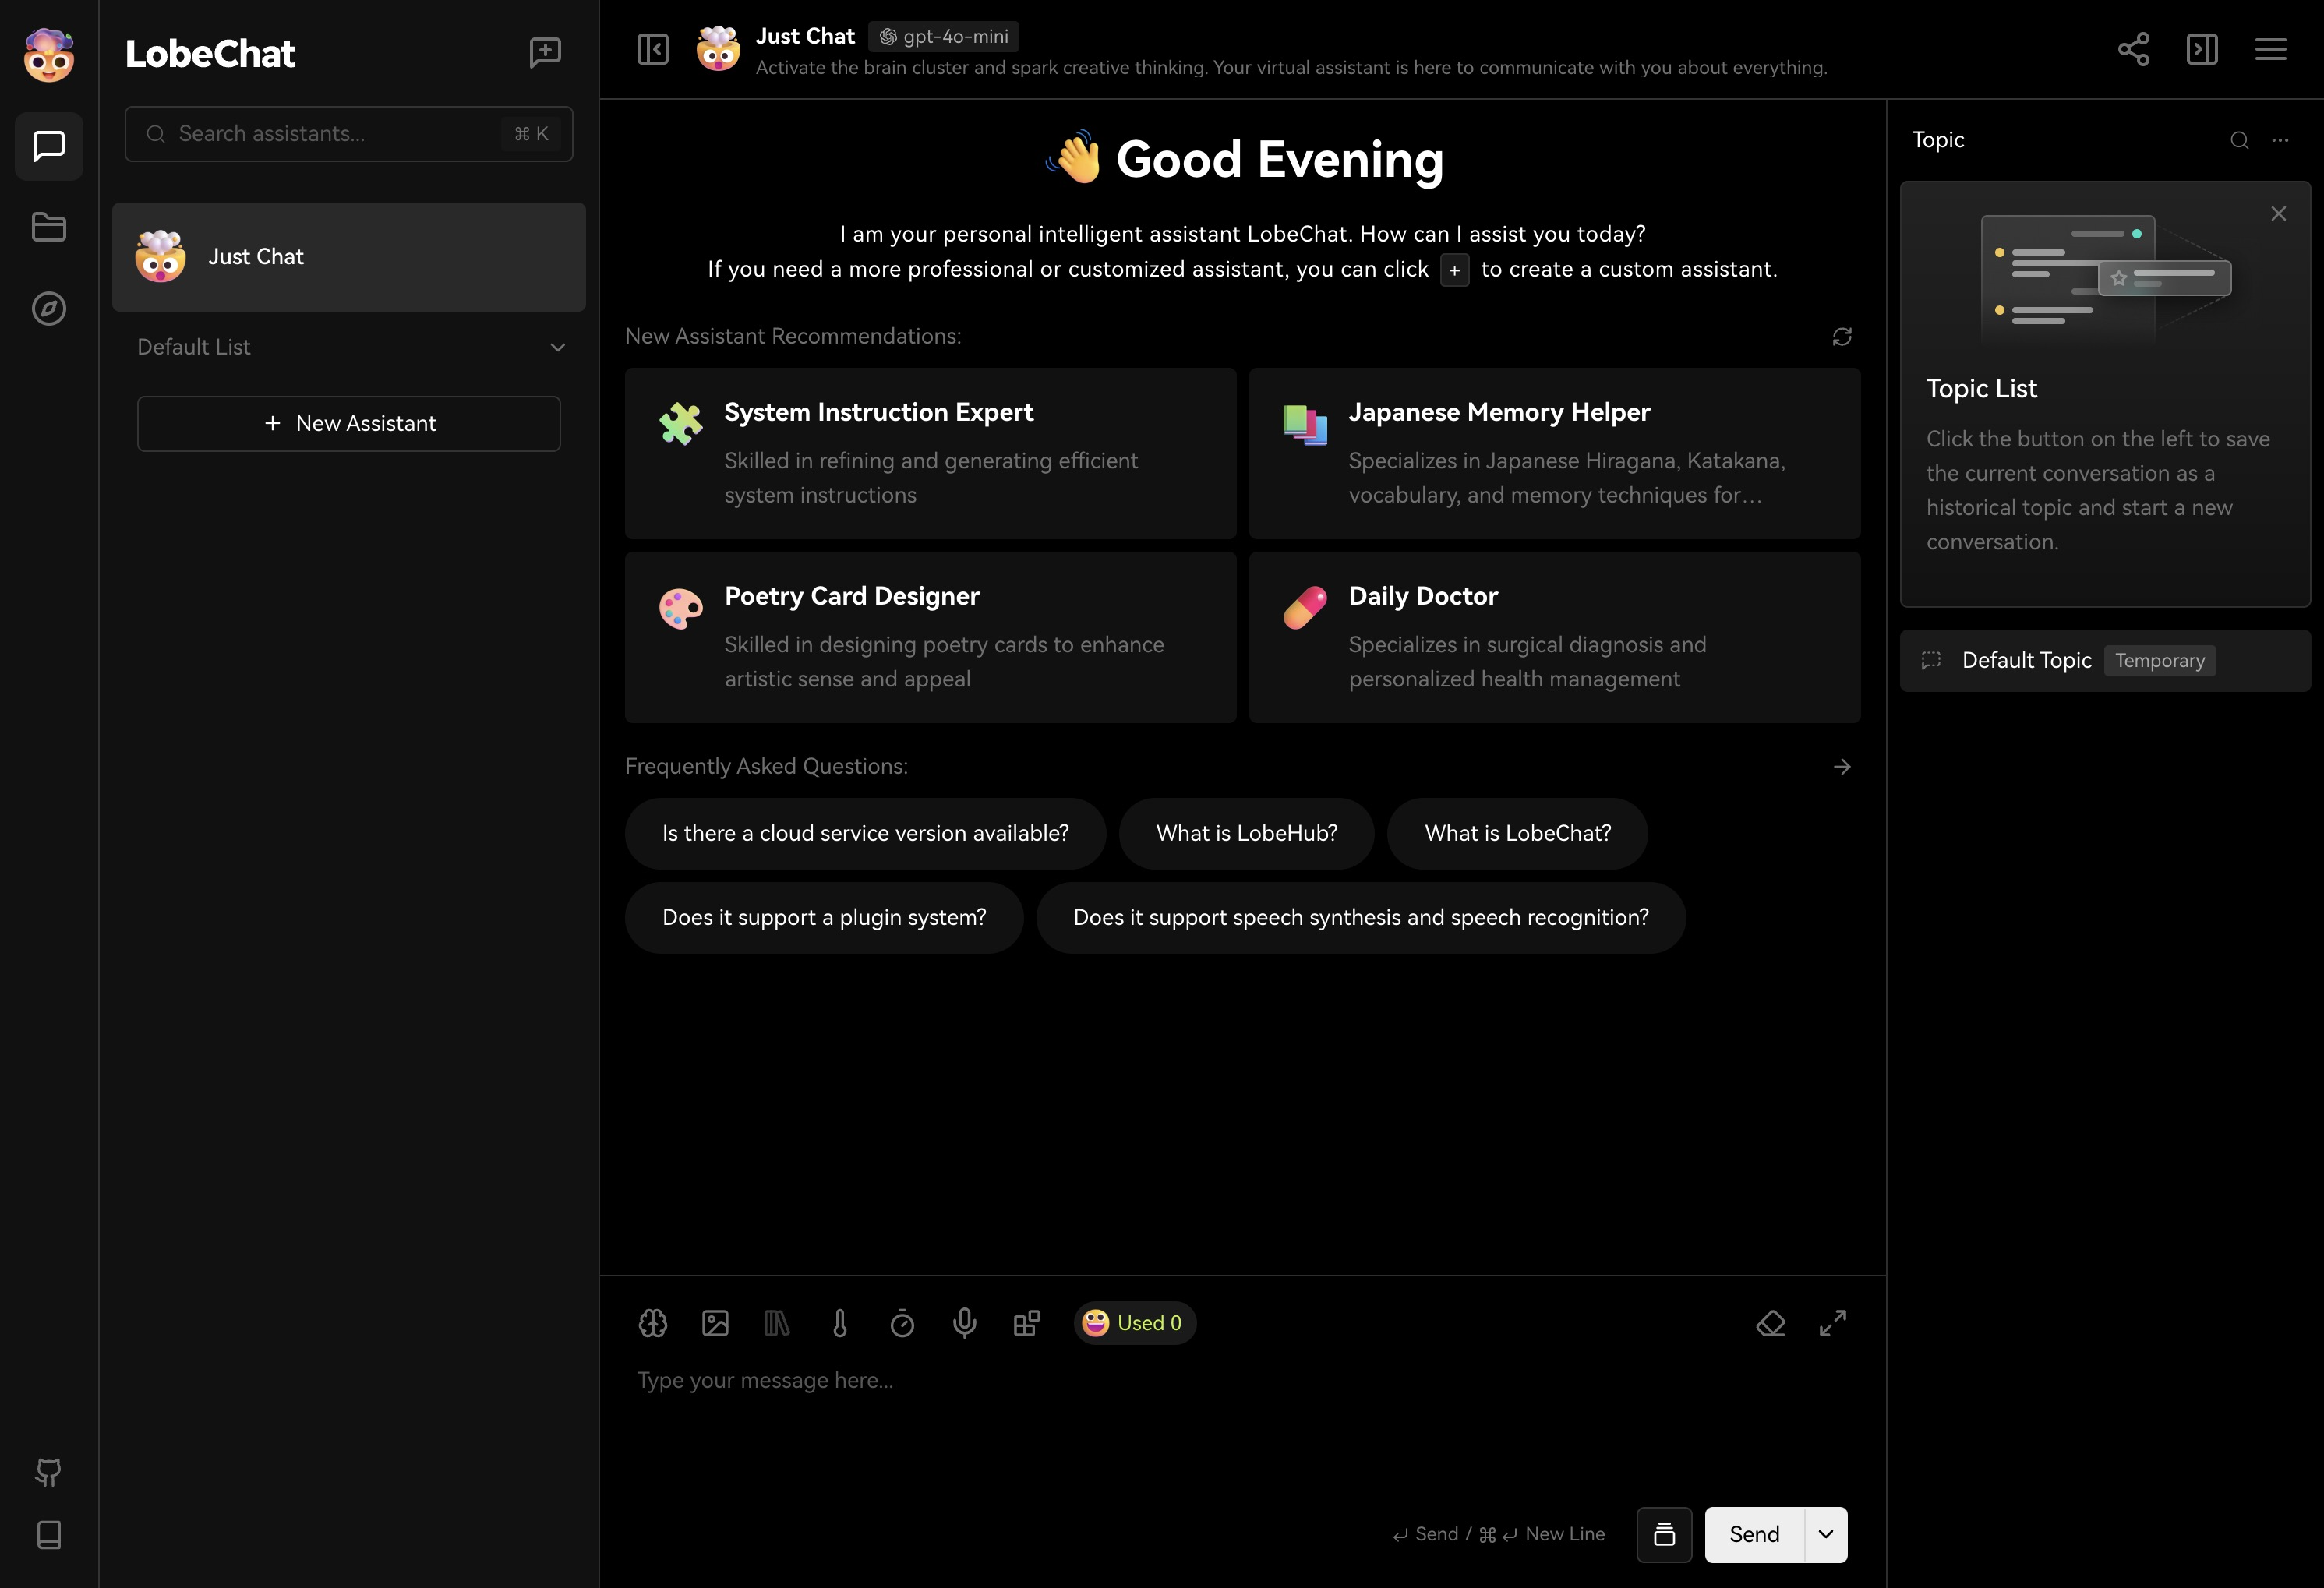 LobeChat
Search assistants...
⌘ K
Just Chat
Default List
+ New Assistant
Just Chat
gpt-4o-mini
Activate the brain cluster and spark creative thinking. Your virtual assistant is here to communicate with you about everything.
Good Evening
I am your personal intelligent assistant LobeChat. How can I assist you today?
If you need a more professional or customized assistant, you can click + to create a custom assistant.
New Assistant Recommendations:
System Instruction Expert
Skilled in refining and generating efficient
system instructions
Japanese Memory Helper
Specializes in Japanese Hiragana, Katakana,
vocabulary, and memory techniques for...
Poetry Card Designer
Skilled in designing poetry cards to enhance
artistic sense and appeal
Daily Doctor
Specializes in surgical diagnosis and
personalized health management
Frequently Asked Questions:
Is there a cloud service version available?
What is LobeHub?
What is LobeChat?
Does it support a plugin system?
Does it support speech synthesis and speech recognition?
Used 0
Type your message here...
↵ Send / ⌘ ↵ New Line
Send
Topic
Topic List
Click the button on the left to save
the current conversation as a
historical topic and start a new
conversation.
Default Topic
Temporary